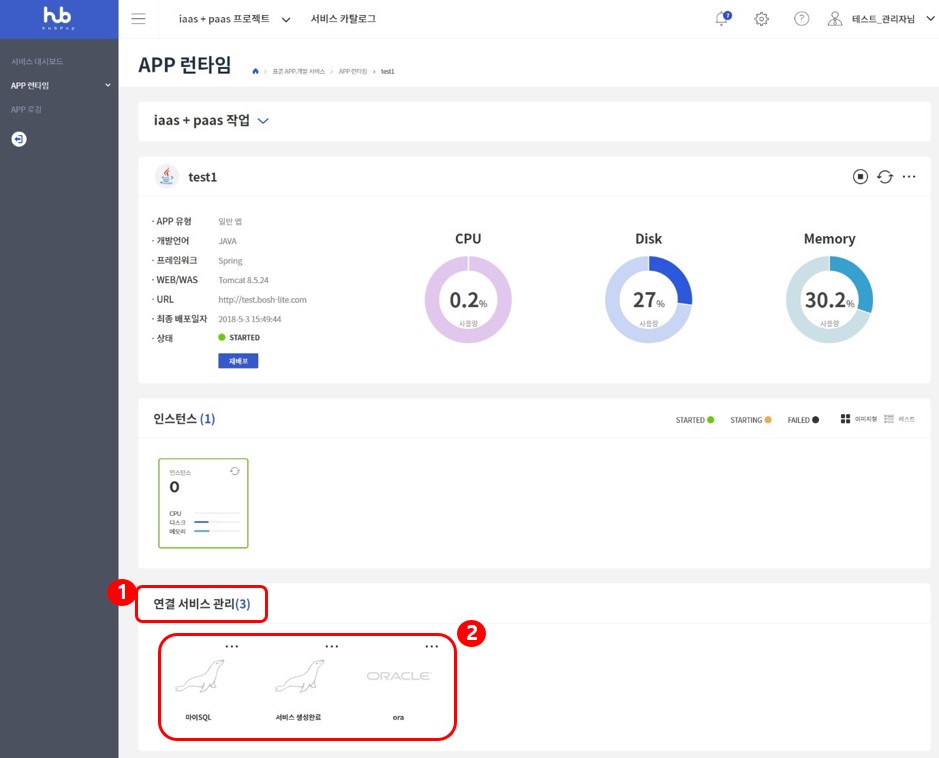 hub
HUBPOP
iaas + paas 프로젝트
서비스 카탈로그
7
?
테스트_관리자님
서비스 대시보드
APP 런타임
APP 로깅
APP 런타임
표준 APP.개발 서비스 › APP 런타임 › test1
iaas + paas 작업
test1
· APP 유형 일반 앱
· 개발언어 JAVA
· 프레임워크 Spring
· WEB/WAS Tomcat 8.5.24
· URL http://test.bosh-lite.com
· 최종 배포일자 2018-5-3 15:49:44
· 상태 STARTED
재배포
CPU
0.2%
사용량
Disk
27%
사용량
Memory
30.2%
사용량
인스턴스 (1)
STARTED
STARTING
FAILED
이미지형
리스트
인스턴스
0
CPU
디스크
메모리
1
연결 서비스 관리(3)
2
마이SQL
서비스 생성완료
ORACLE
ora